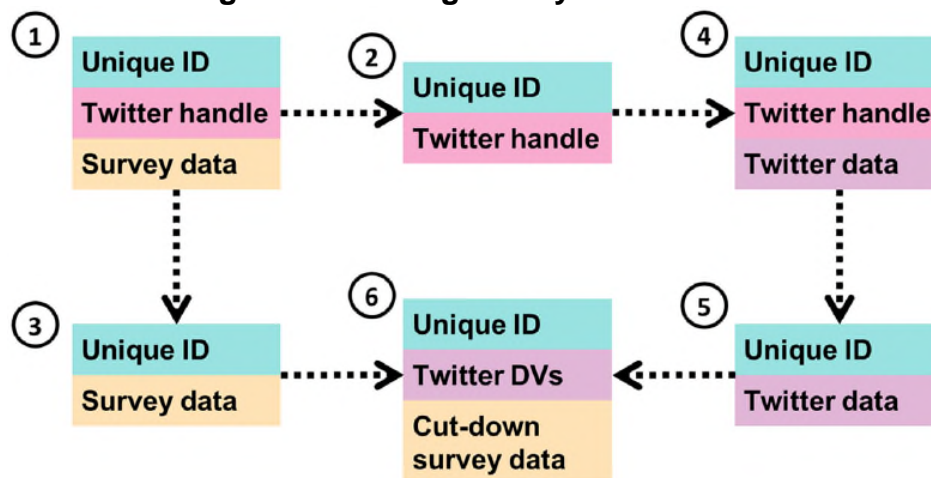 1
Unique ID
Twitter handle
Survey data
2
Unique ID
Twitter handle
4
Unique ID
Twitter handle
Twitter data
3
Unique ID
Survey data
6
Unique ID
Twitter DVs
Cut-down
survey data
5
Unique ID
Twitter data